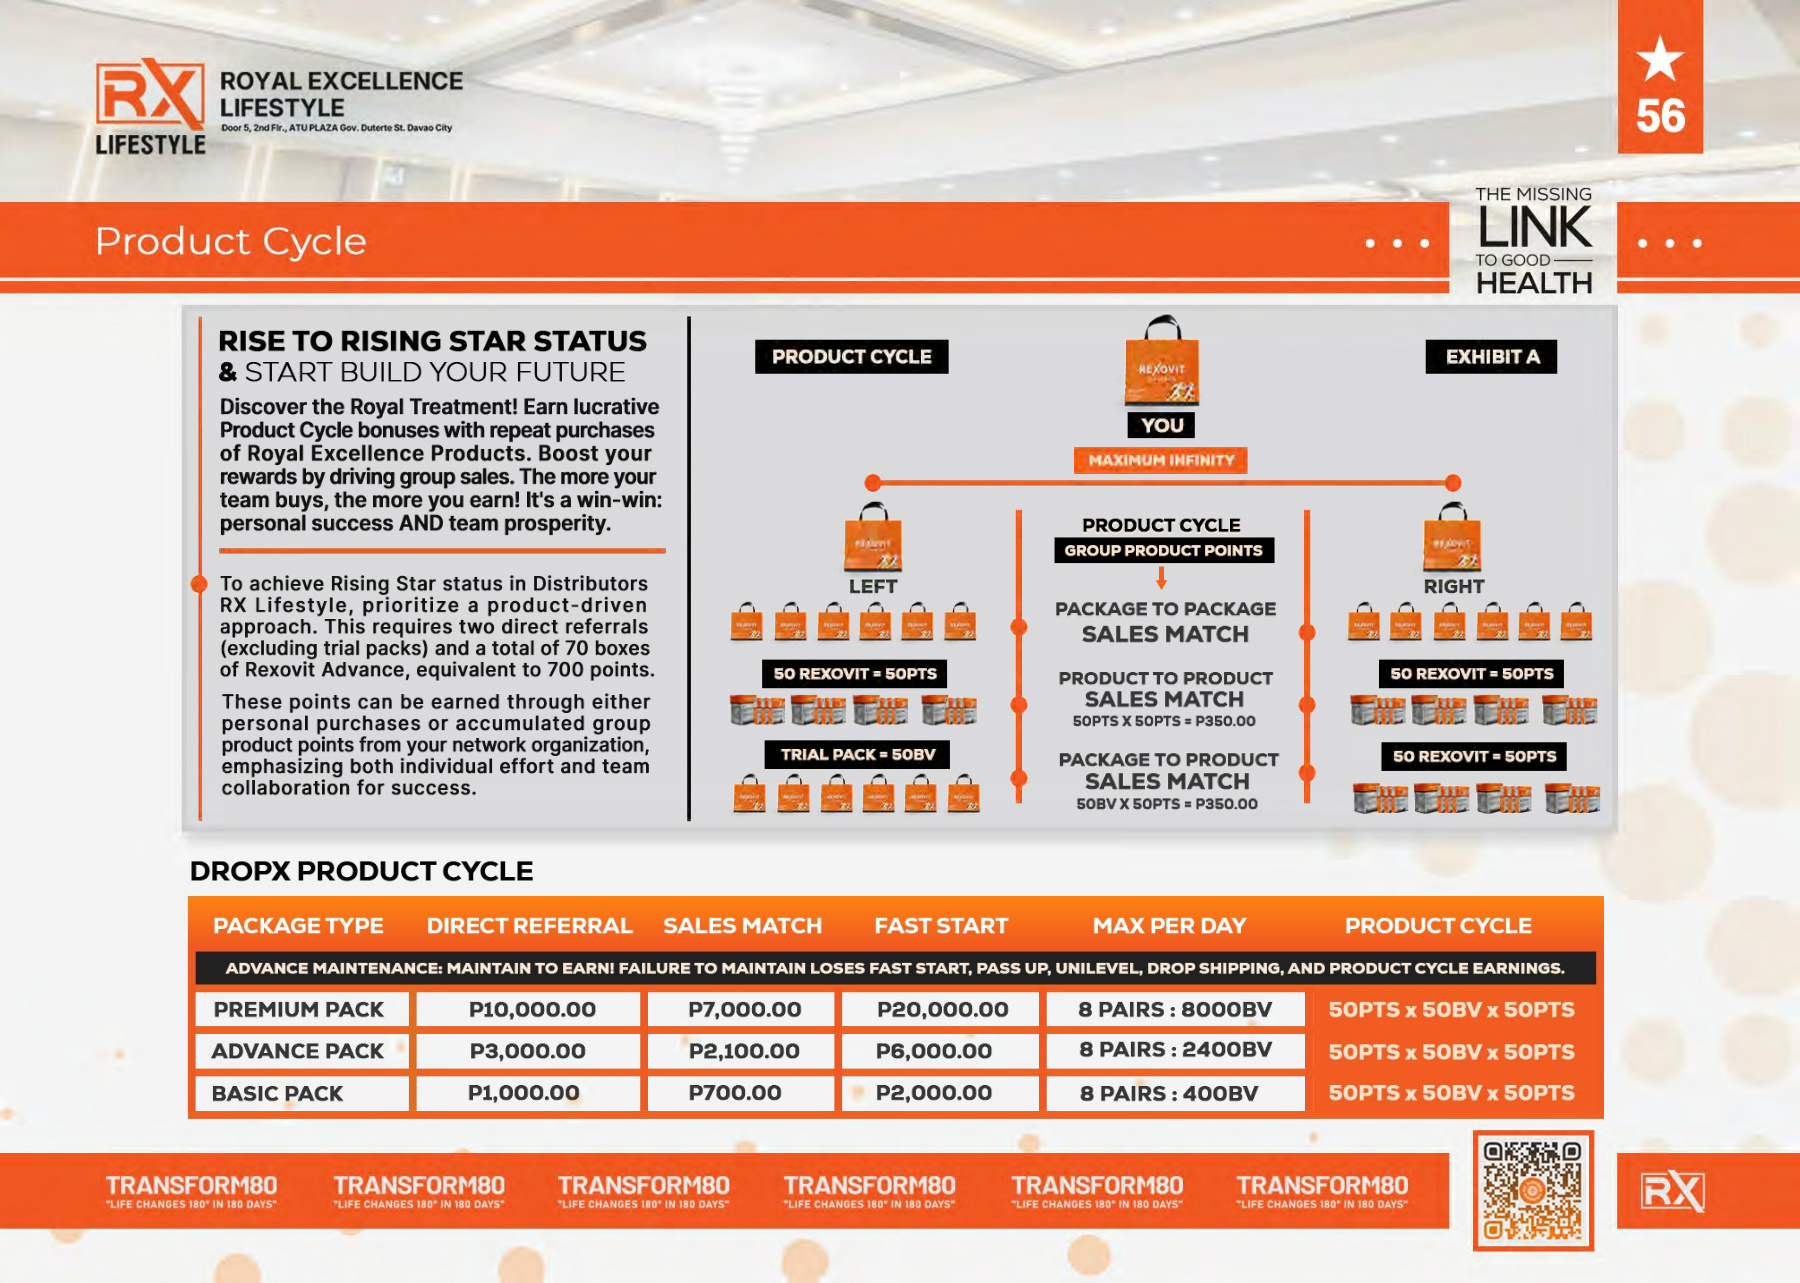 RX
LIFESTYLE
ROYAL EXCELLENCE
LIFESTYLE
Door 5, 2nd Flr., ATU PLAZA Gov. Duterte St. Davao City
56
Product Cycle
THE MISSING
LINK
TO GOOD
HEALTH
RISE TO RISING STAR STATUS
& START BUILD YOUR FUTURE
Discover the Royal Treatment! Earn lucrative
Product Cycle bonuses with repeat purchases
of Royal Excellence Products. Boost your
rewards by driving group sales. The more your
team buys, the more you earn! It's a win-win:
personal success AND team prosperity.
To achieve Rising Star status in Distributors
RX Lifestyle, prioritize a product-driven
approach. This requires two direct referrals
(excluding trial packs) and a total of 70 boxes
of Rexovit Advance, equivalent to 700 points.
These points can be earned through either
personal purchases or accumulated group
product points from your network organization,
emphasizing both individual effort and team
collaboration for success.
PRODUCT CYCLE
EXHIBIT A
REXOVIT
YOU
MAXIMUM INFINITY
LEFT
50 REXOVIT = 50PTS
TRIAL PACK = 50BV
PRODUCT CYCLE
GROUP PRODUCT POINTS
PACKAGE TO PACKAGE
SALES MATCH
PRODUCT TO PRODUCT
SALES MATCH
50PTS X 50PTS = P350.00
PACKAGE TO PRODUCT
SALES MATCH
50BV X 50PTS = P350.00
REXOVIT
RIGHT
50 REXOVIT = 50PTS
50 REXOVIT = 50PTS
DROPX PRODUCT CYCLE
PACKAGE TYPE DIRECT REFERRAL SALES MATCH FAST START MAX PER DAY PRODUCT CYCLE
ADVANCE MAINTENANCE: MAINTAIN TO EARN! FAILURE TO MAINTAIN LOSES FAST START, PASS UP, UNILEVEL, DROP SHIPPING, AND PRODUCT CYCLE EARNINGS.
PREMIUM PACK P10,000.00 P7,000.00 P20,000.00 8 PAIRS : 8000BV 50PTS x 50BV x 50PTS
ADVANCE PACK P3,000.00 P2,100.00 P6,000.00 8 PAIRS : 2400BV 50PTS x 50BV x 50PTS
BASIC PACK P1,000.00 P700.00 P2,000.00 8 PAIRS : 400BV 50PTS x 50BV x 50PTS
TRANSFORM80 TRANSFORM80 TRANSFORM80 TRANSFORM80 TRANSFORM80 TRANSFORM80
"LIFE CHANGES 180° IN 180 DAYS" "LIFE CHANGES 180° IN 180 DAYS" "LIFE CHANGES 180° IN 180 DAYS" "LIFE CHANGES 180° IN 180 DAYS" "LIFE CHANGES 180° IN 180 DAYS" "LIFE CHANGES 180° IN 180 DAYS"
RX